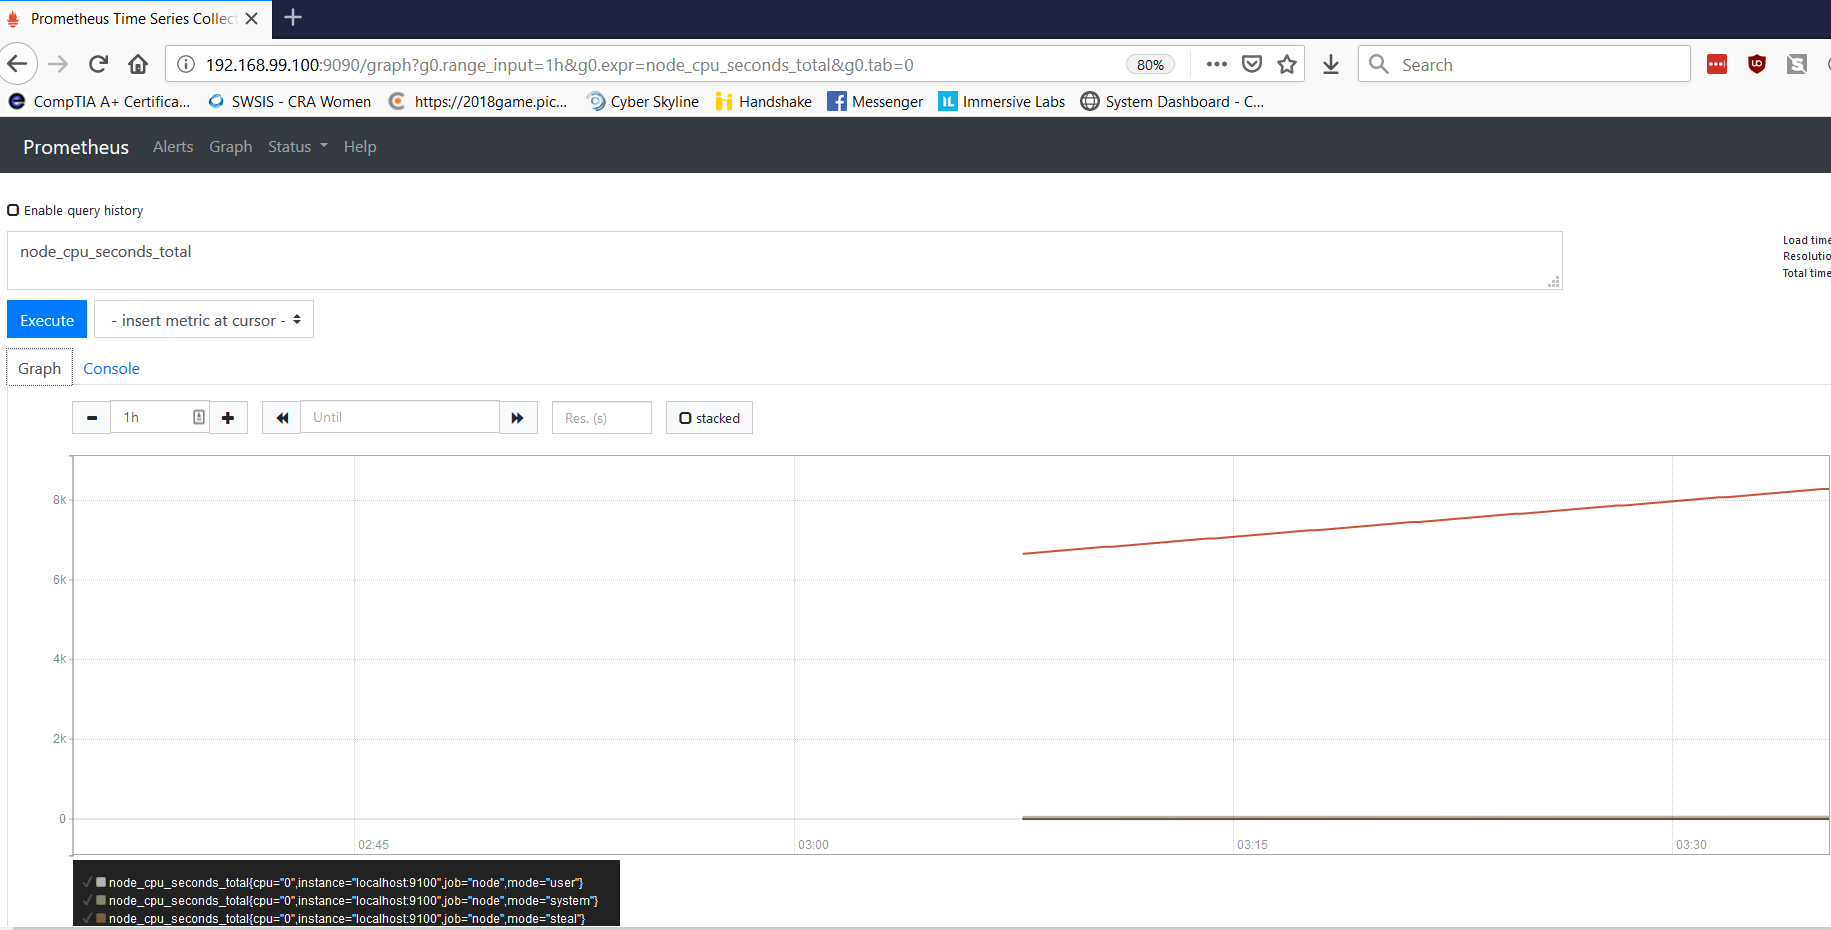 Prometheus Time Series Collect
192.168.99.100:9090/graph?g0.range_input=1h&g0.expr=node_cpu_seconds_total&g0.tab=0
80%
Search
CompTIA A+ Certifica...
SWSIS - CRA Women
https://2018game.pic...
Cyber Skyline
Handshake
Messenger
IL
Immersive Labs
System Dashboard - C...
Prometheus
Alerts
Graph
Status
Help
Enable query history
node_cpu_seconds_total
Load time
Resolutio
Total time
Execute
- insert metric at cursor -
Graph
Console
1h
Until
Res. (s)
stacked
8k
6k
4k
2k
0
02:45
03:00
03:15
03:30
node_cpu_seconds_total{cpu="0",instance="localhost:9100",job="node",mode="user"}
node_cpu_seconds_total{cpu="0",instance="localhost:9100",job="node",mode="system"}
node_cpu_seconds_total{cpu="0",instance="localhost:9100",job="node",mode="steal"}